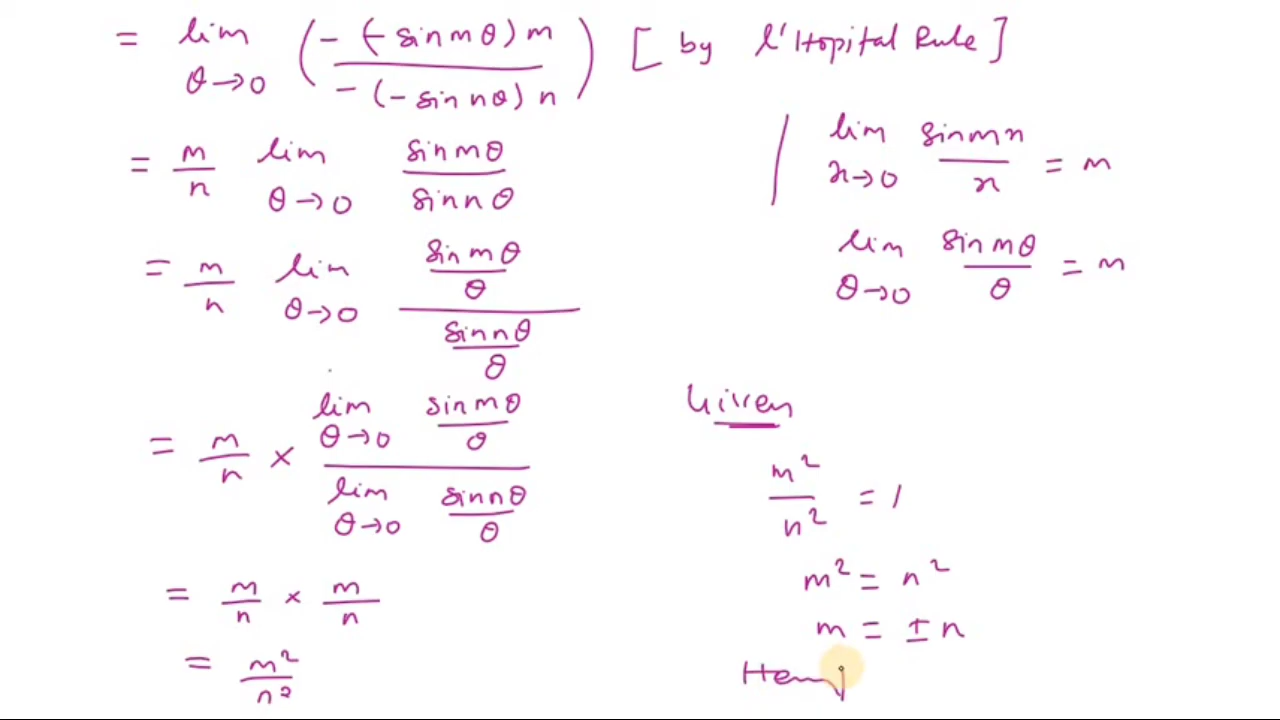 = lim θ→0 (-(-sin mθ) m / -(-sin nθ) n) [by l'Hopital Rule]
= m/n lim θ→0 sin mθ / sin nθ
= m/n lim θ→0 (sin mθ / θ) / (sin nθ / θ)
= m/n × (lim θ→0 sin mθ / θ) / (lim θ→0 sin nθ / θ)
= m/n × m/n
= m²/n²
| lim x→0 sin mx / x = m
lim θ→0 sin mθ / θ = m
Given
m²/n² = 1
m² = n²
m = ± n